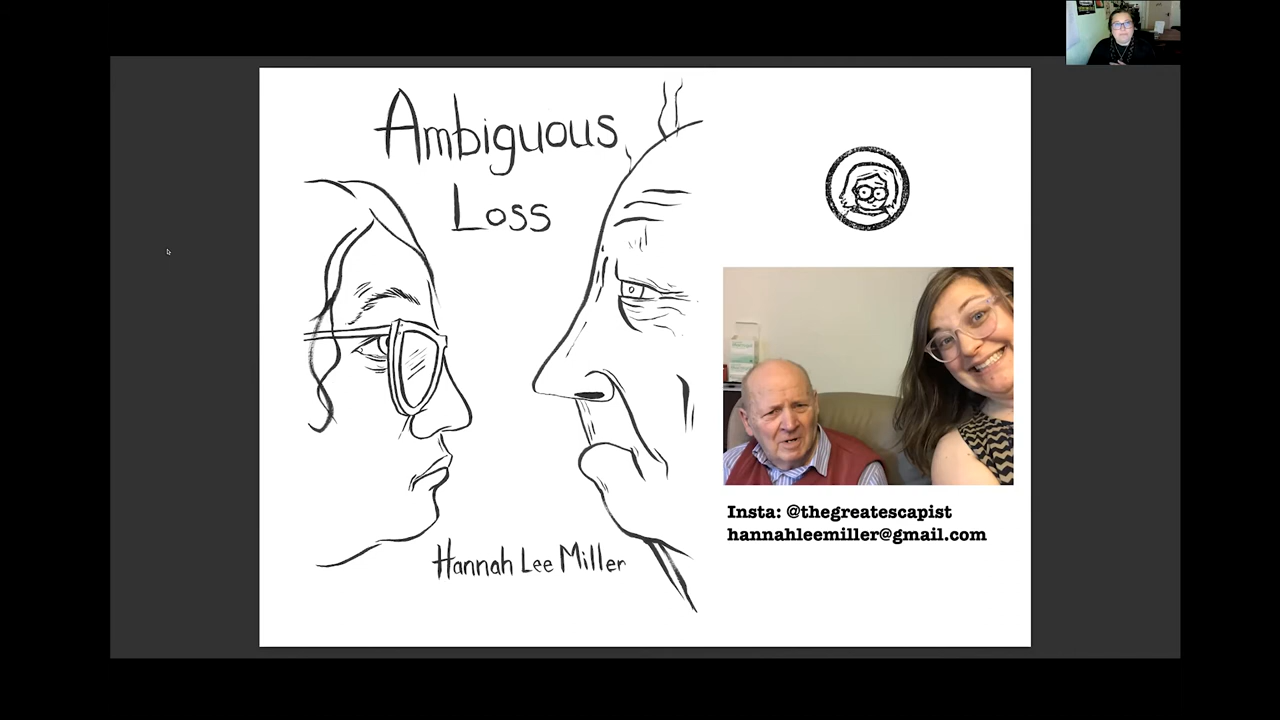 Ambiguous
Loss
Hannah Lee Miller
Insta: @thegreatescapist
hannahleemiller@gmail.com